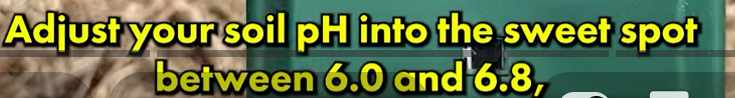 Adjust your soil pH into the sweet spot
between 6.0 and 6.8,